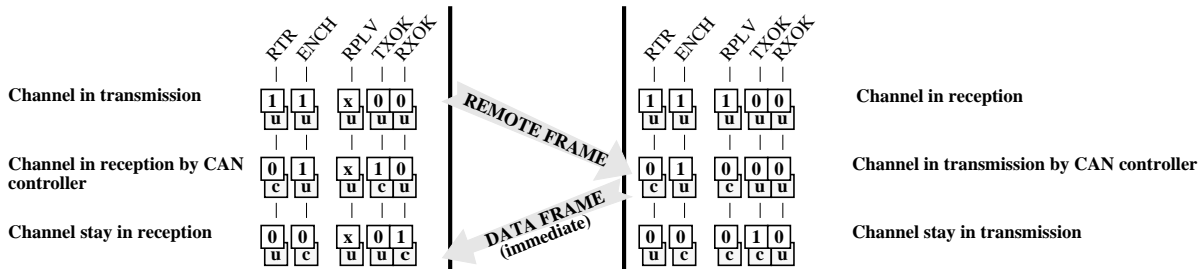 RTR ENCH RPLV TXOK RXOK RTR ENCH RPLV TXOK RXOK
Channel in transmission 1 1 x 0 0 1 1 1 0 0 Channel in reception
u u u u u u u u u u
REMOTE FRAME
Channel in reception by CAN 0 1 x 1 0 0 1 0 0 0 Channel in transmission by CAN controller
controller c u u c u c u c u u
DATA FRAME
(immediate)
Channel stay in reception 0 0 x 0 1 0 0 0 1 0 Channel stay in transmission
u c u u c u c c c u